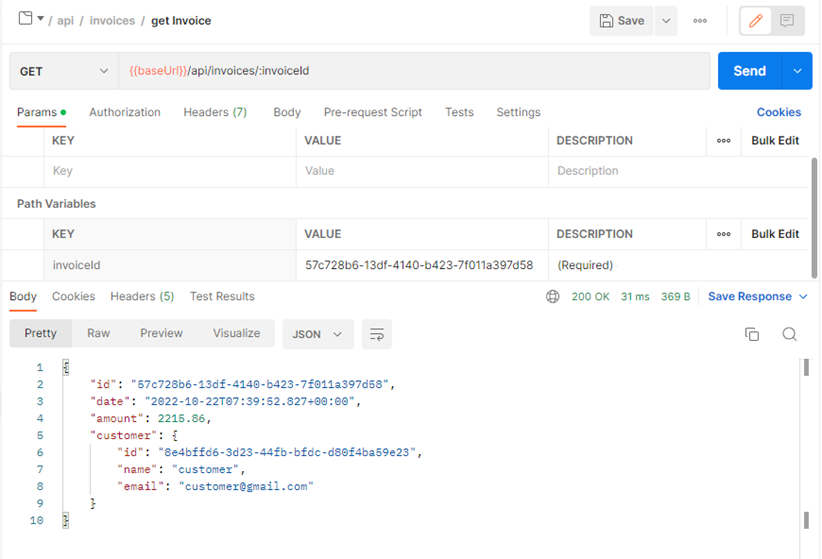 / api / invoices / get Invoice
Save
GET {{baseUrl}}/api/invoices/:invoiceId Send
Params Authorization Headers (7) Body Pre-request Script Tests Settings Cookies
KEY VALUE DESCRIPTION Bulk Edit
Key Value Description
Path Variables
KEY VALUE DESCRIPTION Bulk Edit
invoiceId 57c728b6-13df-4140-b423-7f011a397d58 (Required)
Body Cookies Headers (5) Test Results 200 OK 31 ms 369 B Save Response
Pretty Raw Preview Visualize JSON
1 {
2 "id": "57c728b6-13df-4140-b423-7f011a397d58",
3 "date": "2022-10-22T07:39:52.827+00:00",
4 "amount": 2215.86,
5 "customer": {
6 "id": "8e4bffd6-3d23-44fb-bfdc-d80f4ba59e23",
7 "name": "customer",
8 "email": "customer@gmail.com"
9 }
10 }